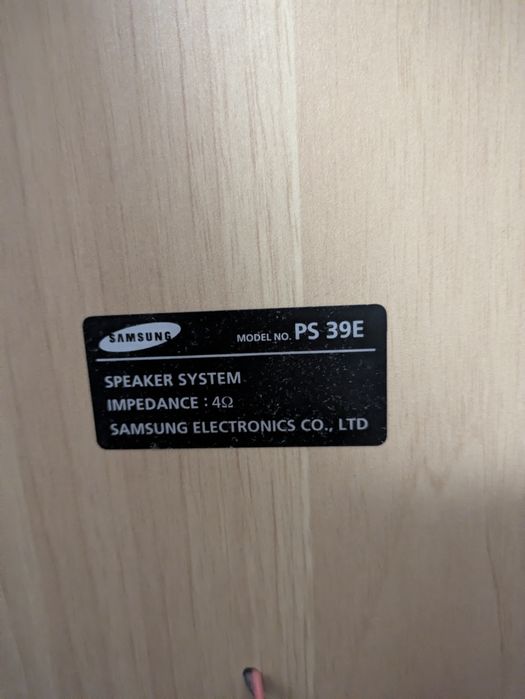 SAMSUNG MODEL NO. PS 39E
SPEAKER SYSTEM
IMPEDANCE : 4Ω
SAMSUNG ELECTRONICS CO., LTD